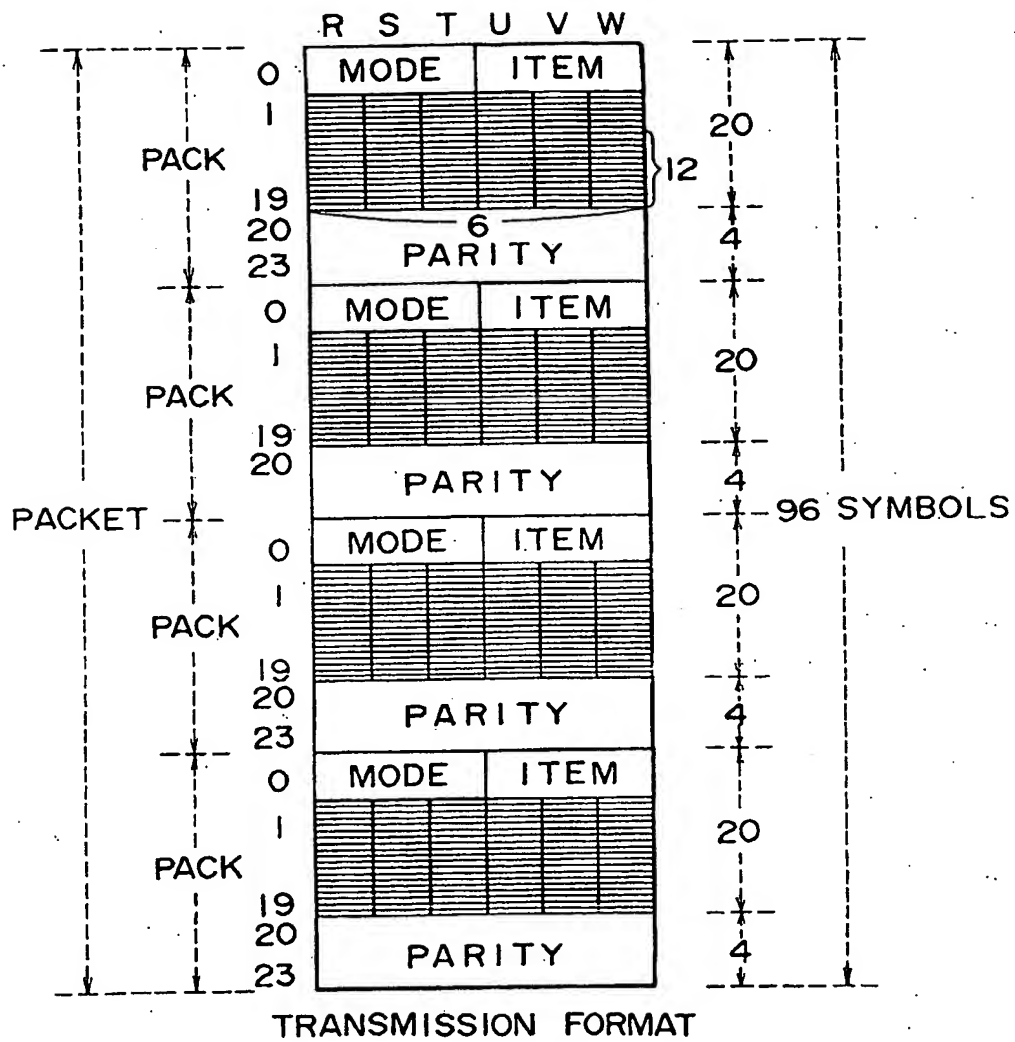 R S T U V W
0 MODE ITEM
1
PACK 20
12
19
6
20
PARITY 4
23
0 MODE ITEM
1
20
PACK
19
20
PARITY 4
PACKET 96 SYMBOLS
0 MODE ITEM
1
20
PACK
19
20
PARITY 4
23
0 MODE ITEM
1
20
PACK
19
20
PARITY 4
23
TRANSMISSION FORMAT